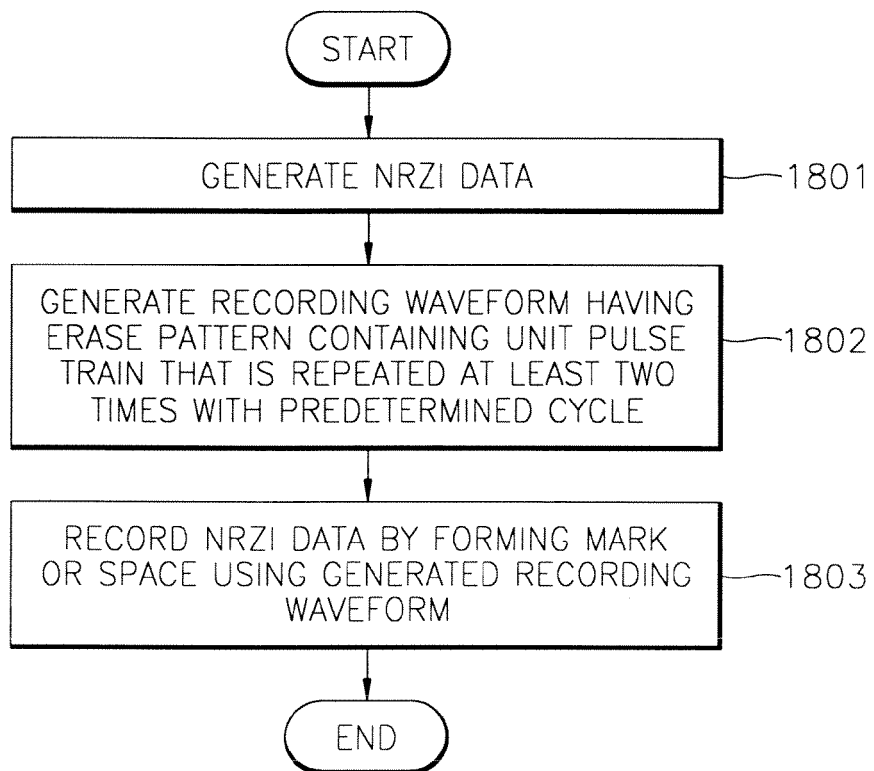 START
GENERATE NRZI DATA
1801
GENERATE RECORDING WAVEFORM HAVING
ERASE PATTERN CONTAINING UNIT PULSE
TRAIN THAT IS REPEATED AT LEAST TWO
TIMES WITH PREDETERMINED CYCLE
1802
RECORD NRZI DATA BY FORMING MARK
OR SPACE USING GENERATED RECORDING
WAVEFORM
1803
END